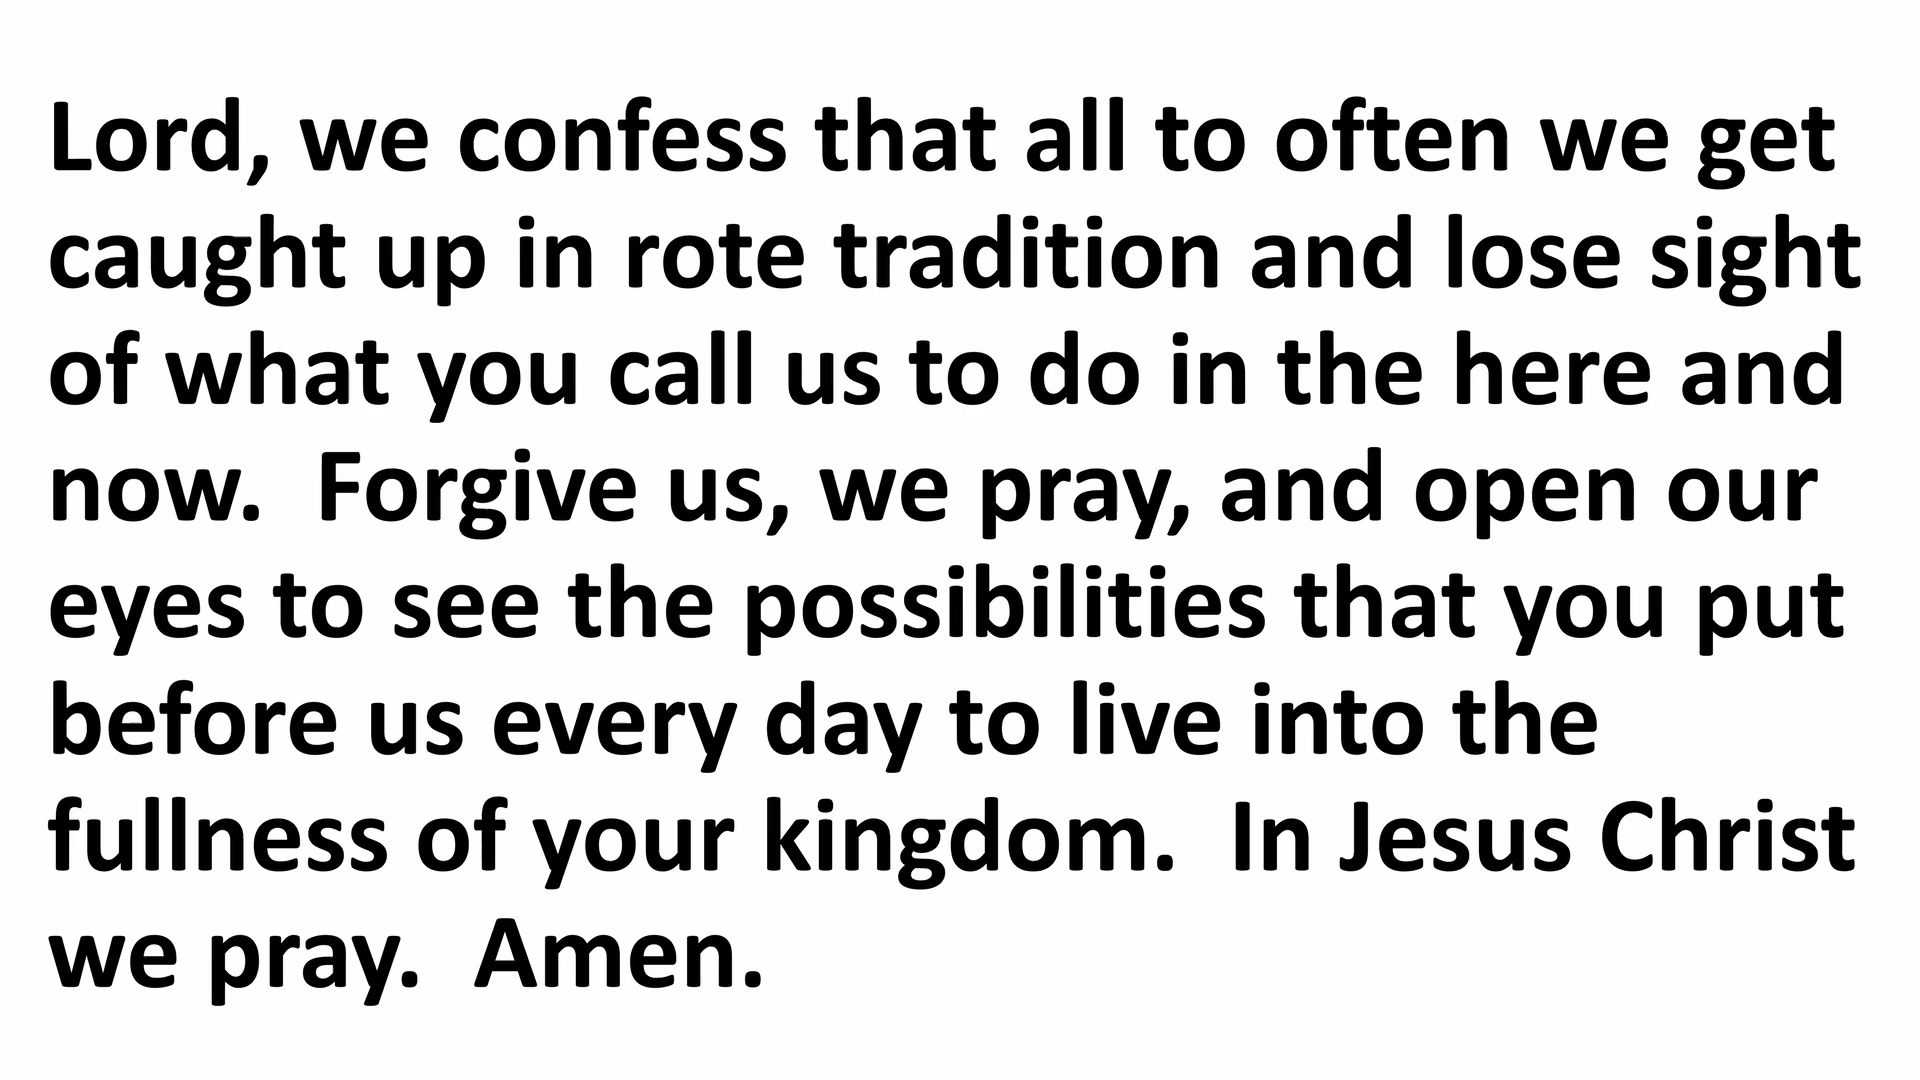 Lord, we confess that all to often we get
caught up in rote tradition and lose sight
of what you call us to do in the here and
now.  Forgive us, we pray, and open our
eyes to see the possibilities that you put
before us every day to live into the
fullness of your kingdom.  In Jesus Christ
we pray.  Amen.